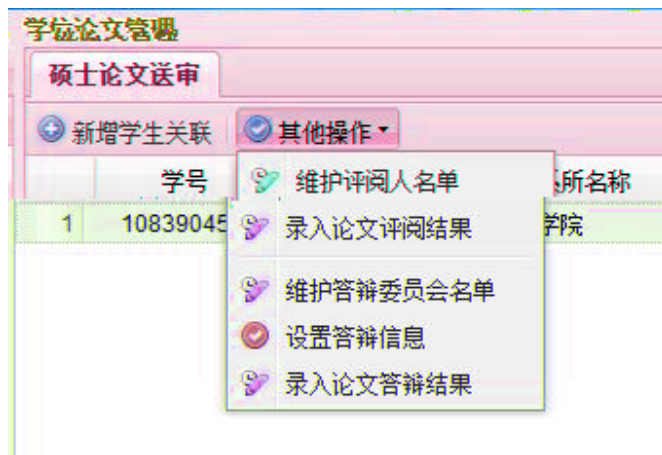 学位论文管理
硕士论文送审
新增学生关联 其他操作
学号 所名称
1 10839045 学院
维护评阅人名单
录入论文评阅结果
维护答辩委员会名单
设置答辩信息
录入论文答辩结果